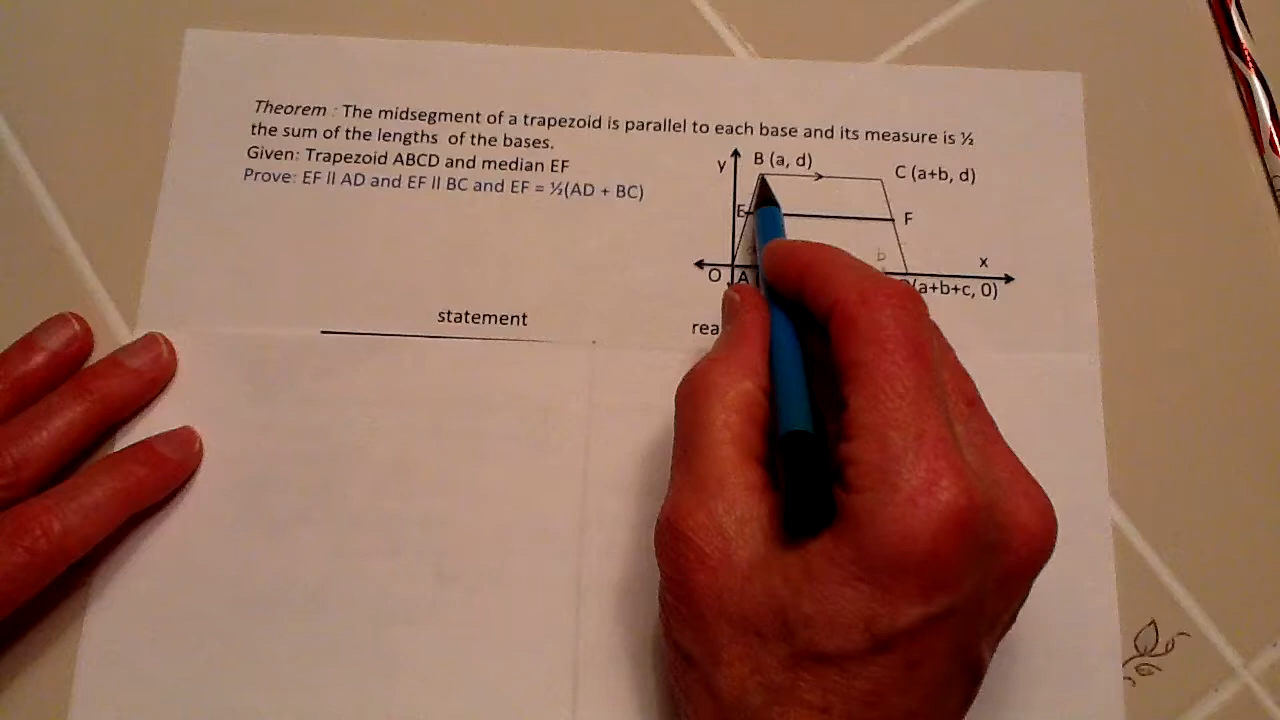 Theorem : The midsegment of a trapezoid is parallel to each base and its measure is ½
the sum of the lengths of the bases.
Given: Trapezoid ABCD and median EF
Prove: EF ll AD and EF ll BC and EF = ½(AD + BC)
y
B (a, d)
C (a+b, d)
E
F
b
x
O
A
(a+b+c, 0)
statement
rea